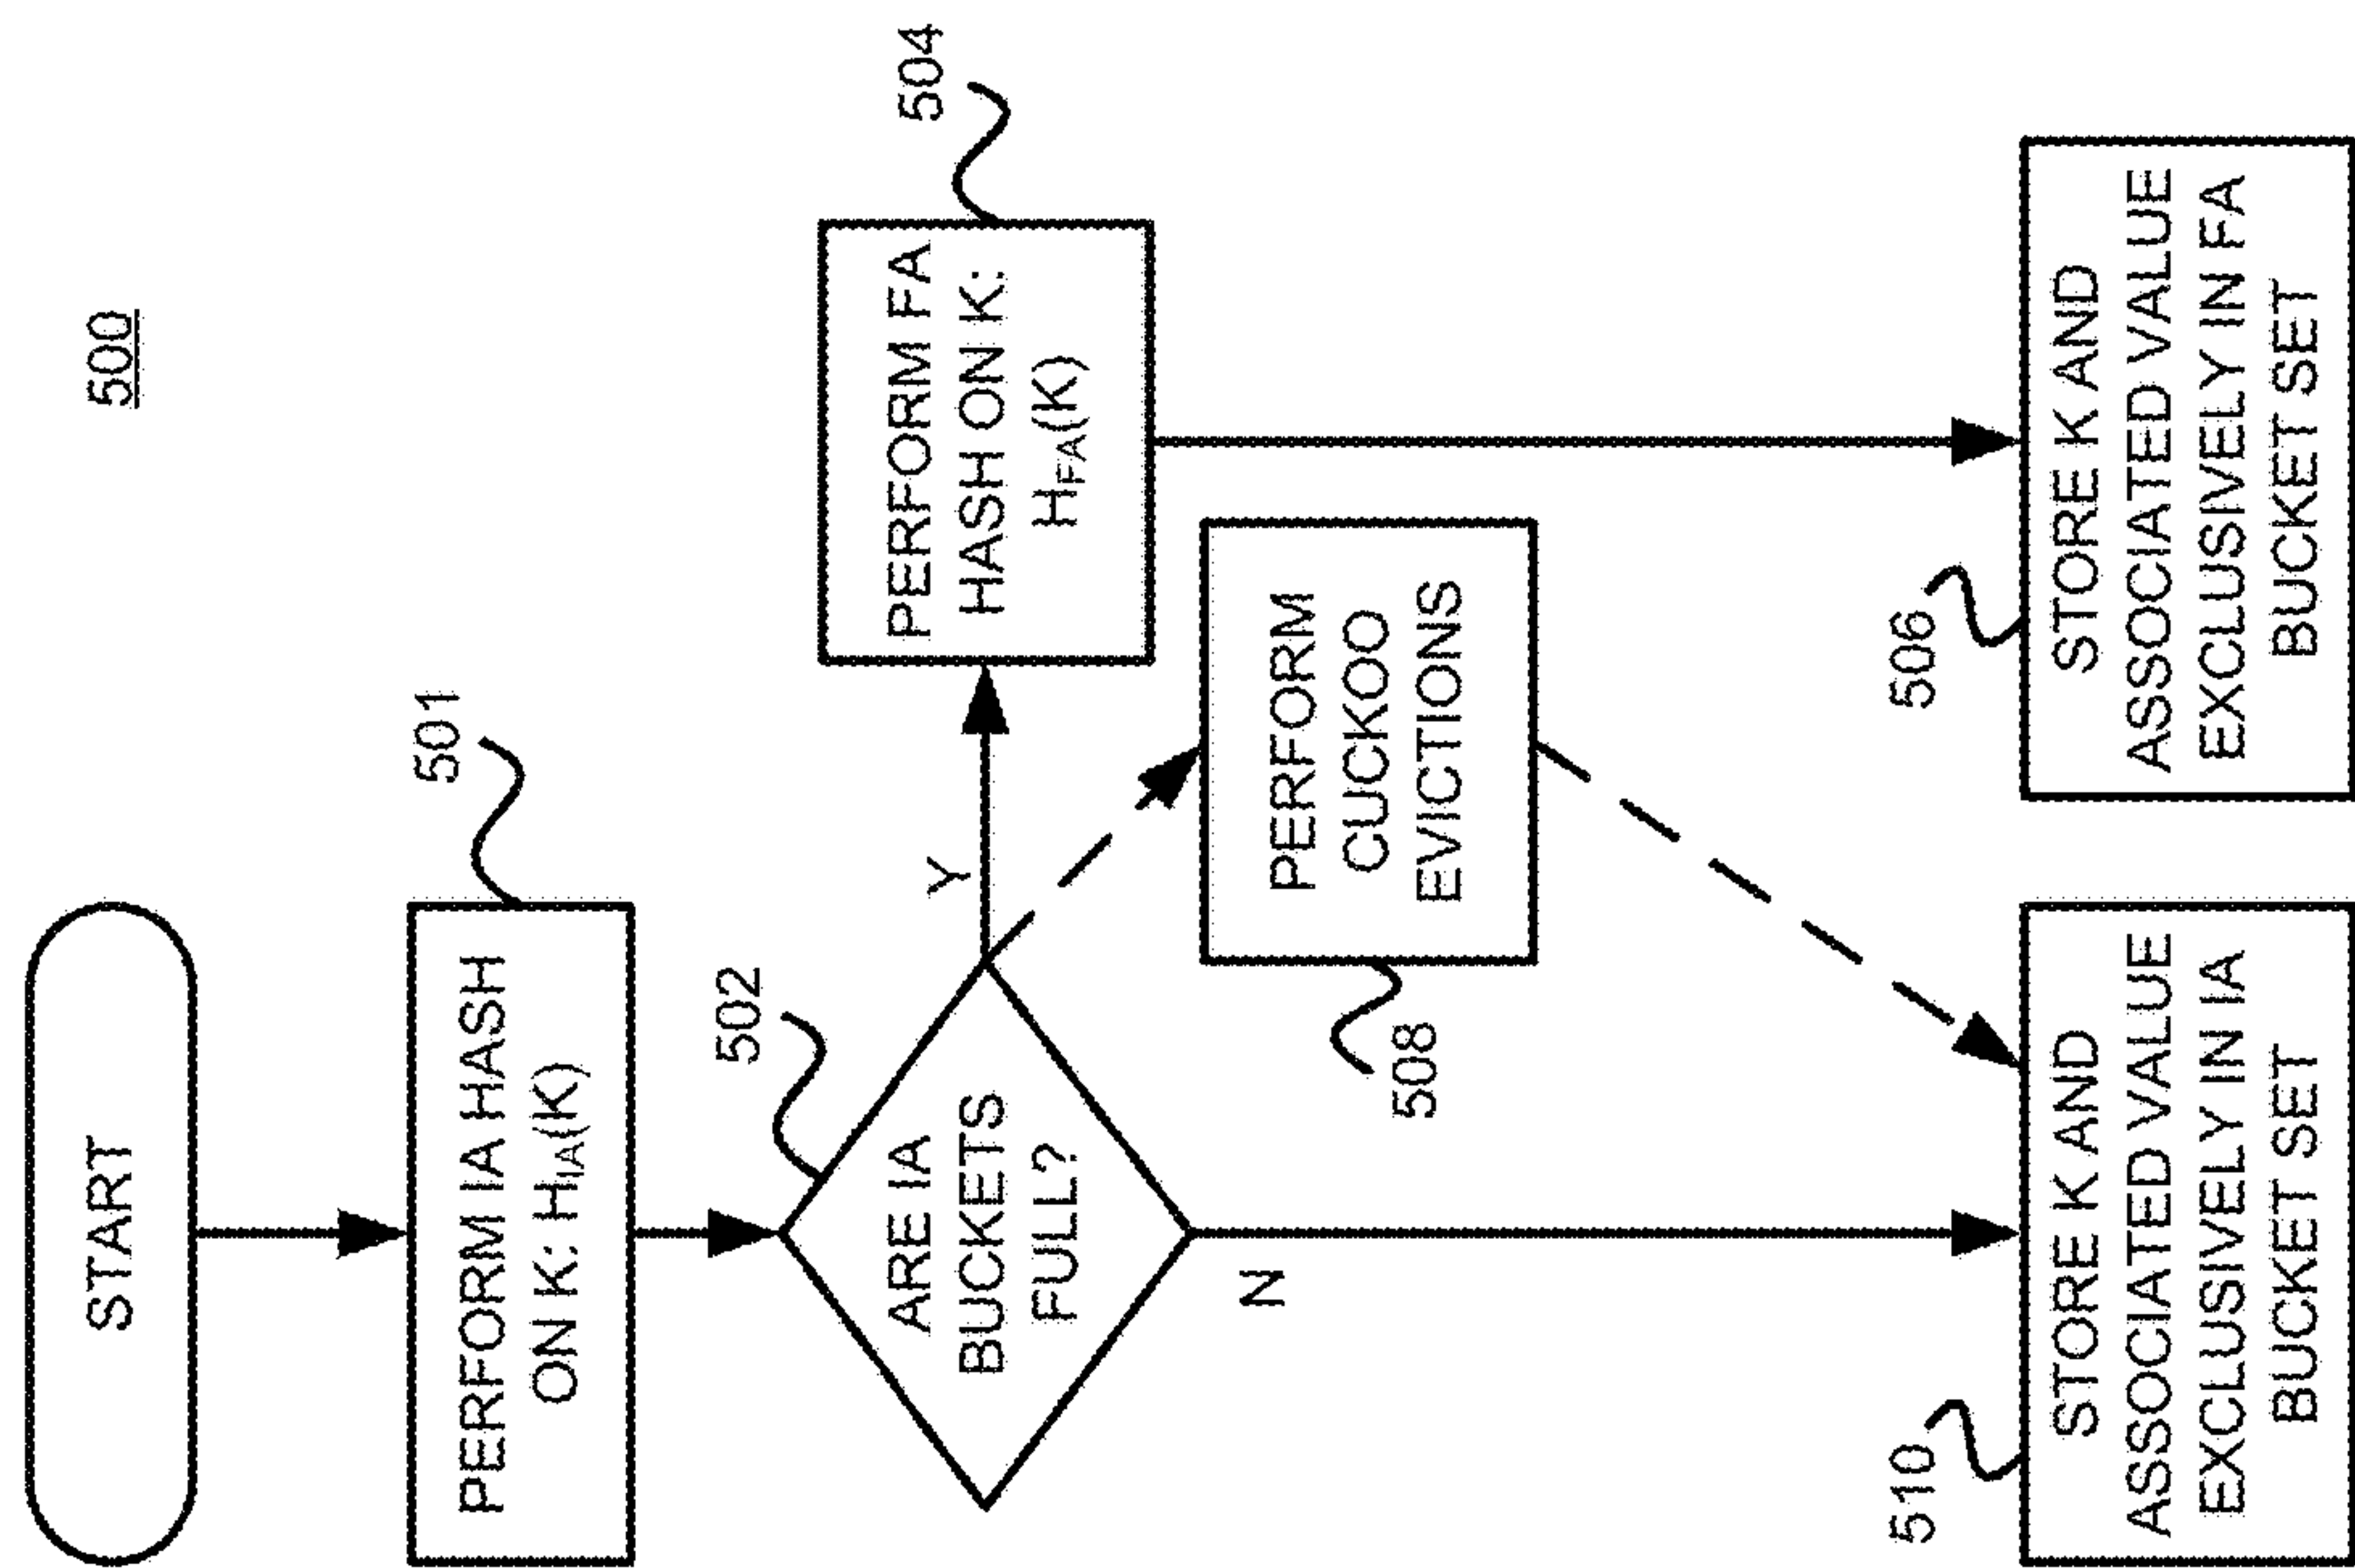 500
START
501
PERFORM IA HASH
ON K: HIA(K)
502
ARE IA
BUCKETS
FULL?
Y
N
504
PERFORM FA
HASH ON K:
HFA(K)
508
PERFORM
CUCKOO
EVICTIONS
510
STORE K AND
ASSOCIATED VALUE
EXCLUSIVELY IN IA
BUCKET SET
506
STORE K AND
ASSOCIATED VALUE
EXCLUSIVELY IN FA
BUCKET SET